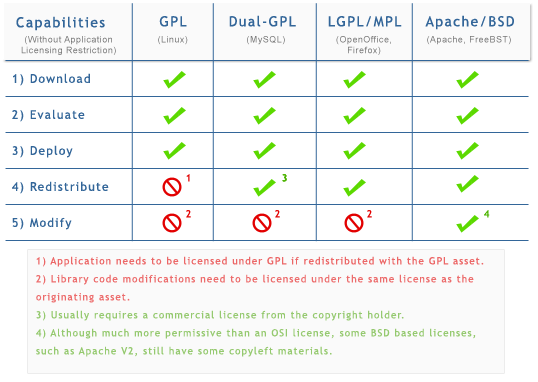 Capabilities GPL Dual-GPL LGPL/MPL Apache/BSD
(Without Application (Linux) (MySQL) (OpenOffice, (Apache, FreeBST)
Licensing Restriction) Firefox)
1) Download
2) Evaluate
3) Deploy
4) Redistribute 1 3
5) Modify 2 2 2 4
1) Application needs to be licensed under GPL if redistributed with the GPL asset.
2) Library code modifications need to be licensed under the same license as the
originating asset.
3) Usually requires a commercial license from the copyright holder.
4) Although much more permissive than an OSI license, some BSD based licenses,
such as Apache V2, still have some copyleft materials.